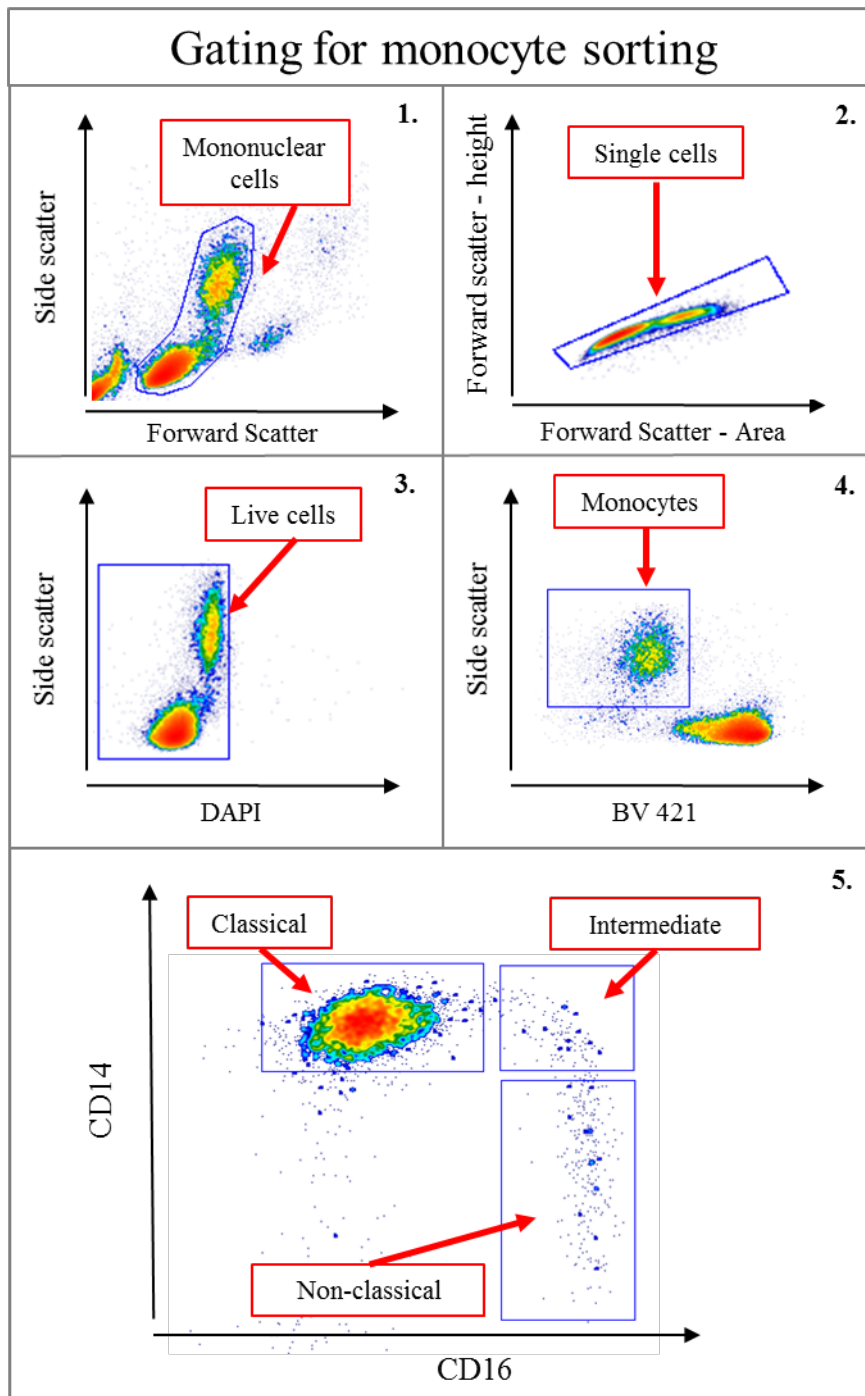 Gating for monocyte sorting
1.
Mononuclear
cells
Side scatter
Forward Scatter
2.
Single cells
Forward scatter - height
Forward Scatter - Area
3.
Live cells
Side scatter
DAPI
4.
Monocytes
Side scatter
BV 421
5.
Classical
Intermediate
CD14
Non-classical
CD16